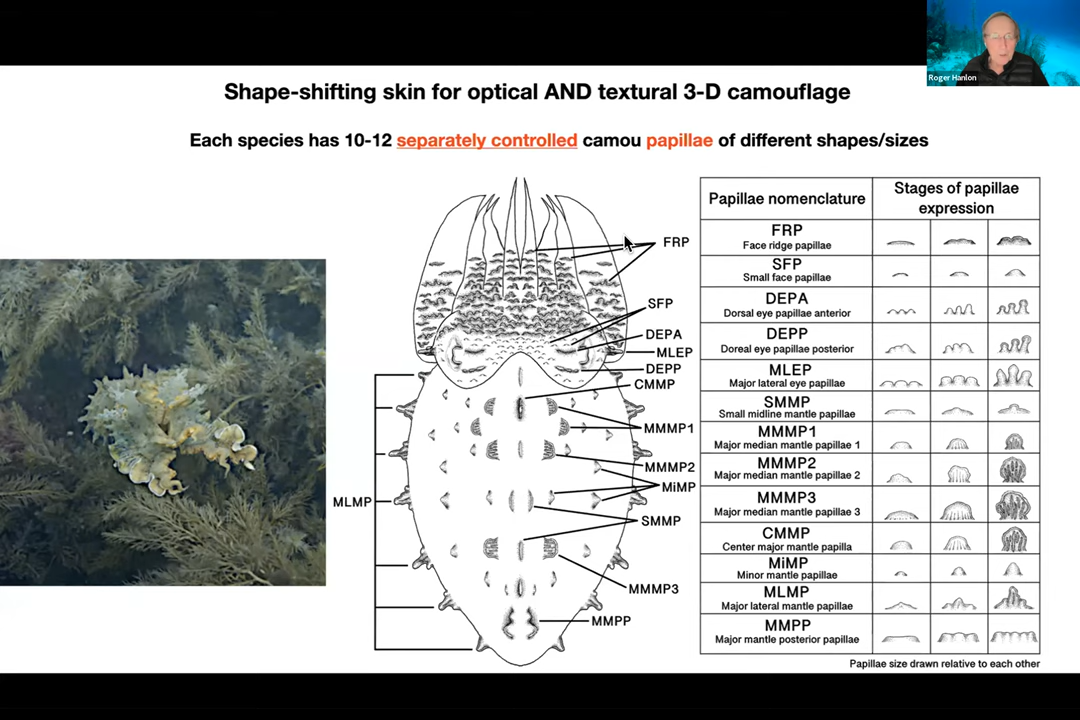 Roger Hanlon
Shape-shifting skin for optical AND textural 3-D camouflage
Each species has 10-12 separately controlled camou papillae of different shapes/sizes
FRP
SFP
DEPA
MLEP
DEPP
CMMP
MMMP1
MMMP2
MiMP
MLMP
SMMP
MMMP3
MMPP
Papillae nomenclature
Stages of papillae
expression
FRP
Face ridge papillae
SFP
Small face papillae
DEPA
Dorsal eye papillae anterior
DEPP
Doreal eye papillae posterior
MLEP
Major lateral eye papillae
SMMP
Small midline mantle papillae
MMMP1
Major median mantle papillae 1
MMMP2
Major median mantle papillae 2
MMMP3
Major median mantle papillae 3
CMMP
Center major mantle papilla
MiMP
Minor mantle papillae
MLMP
Major lateral mantle papillae
MMPP
Major mantle posterior papillae
Papillae size drawn relative to each other